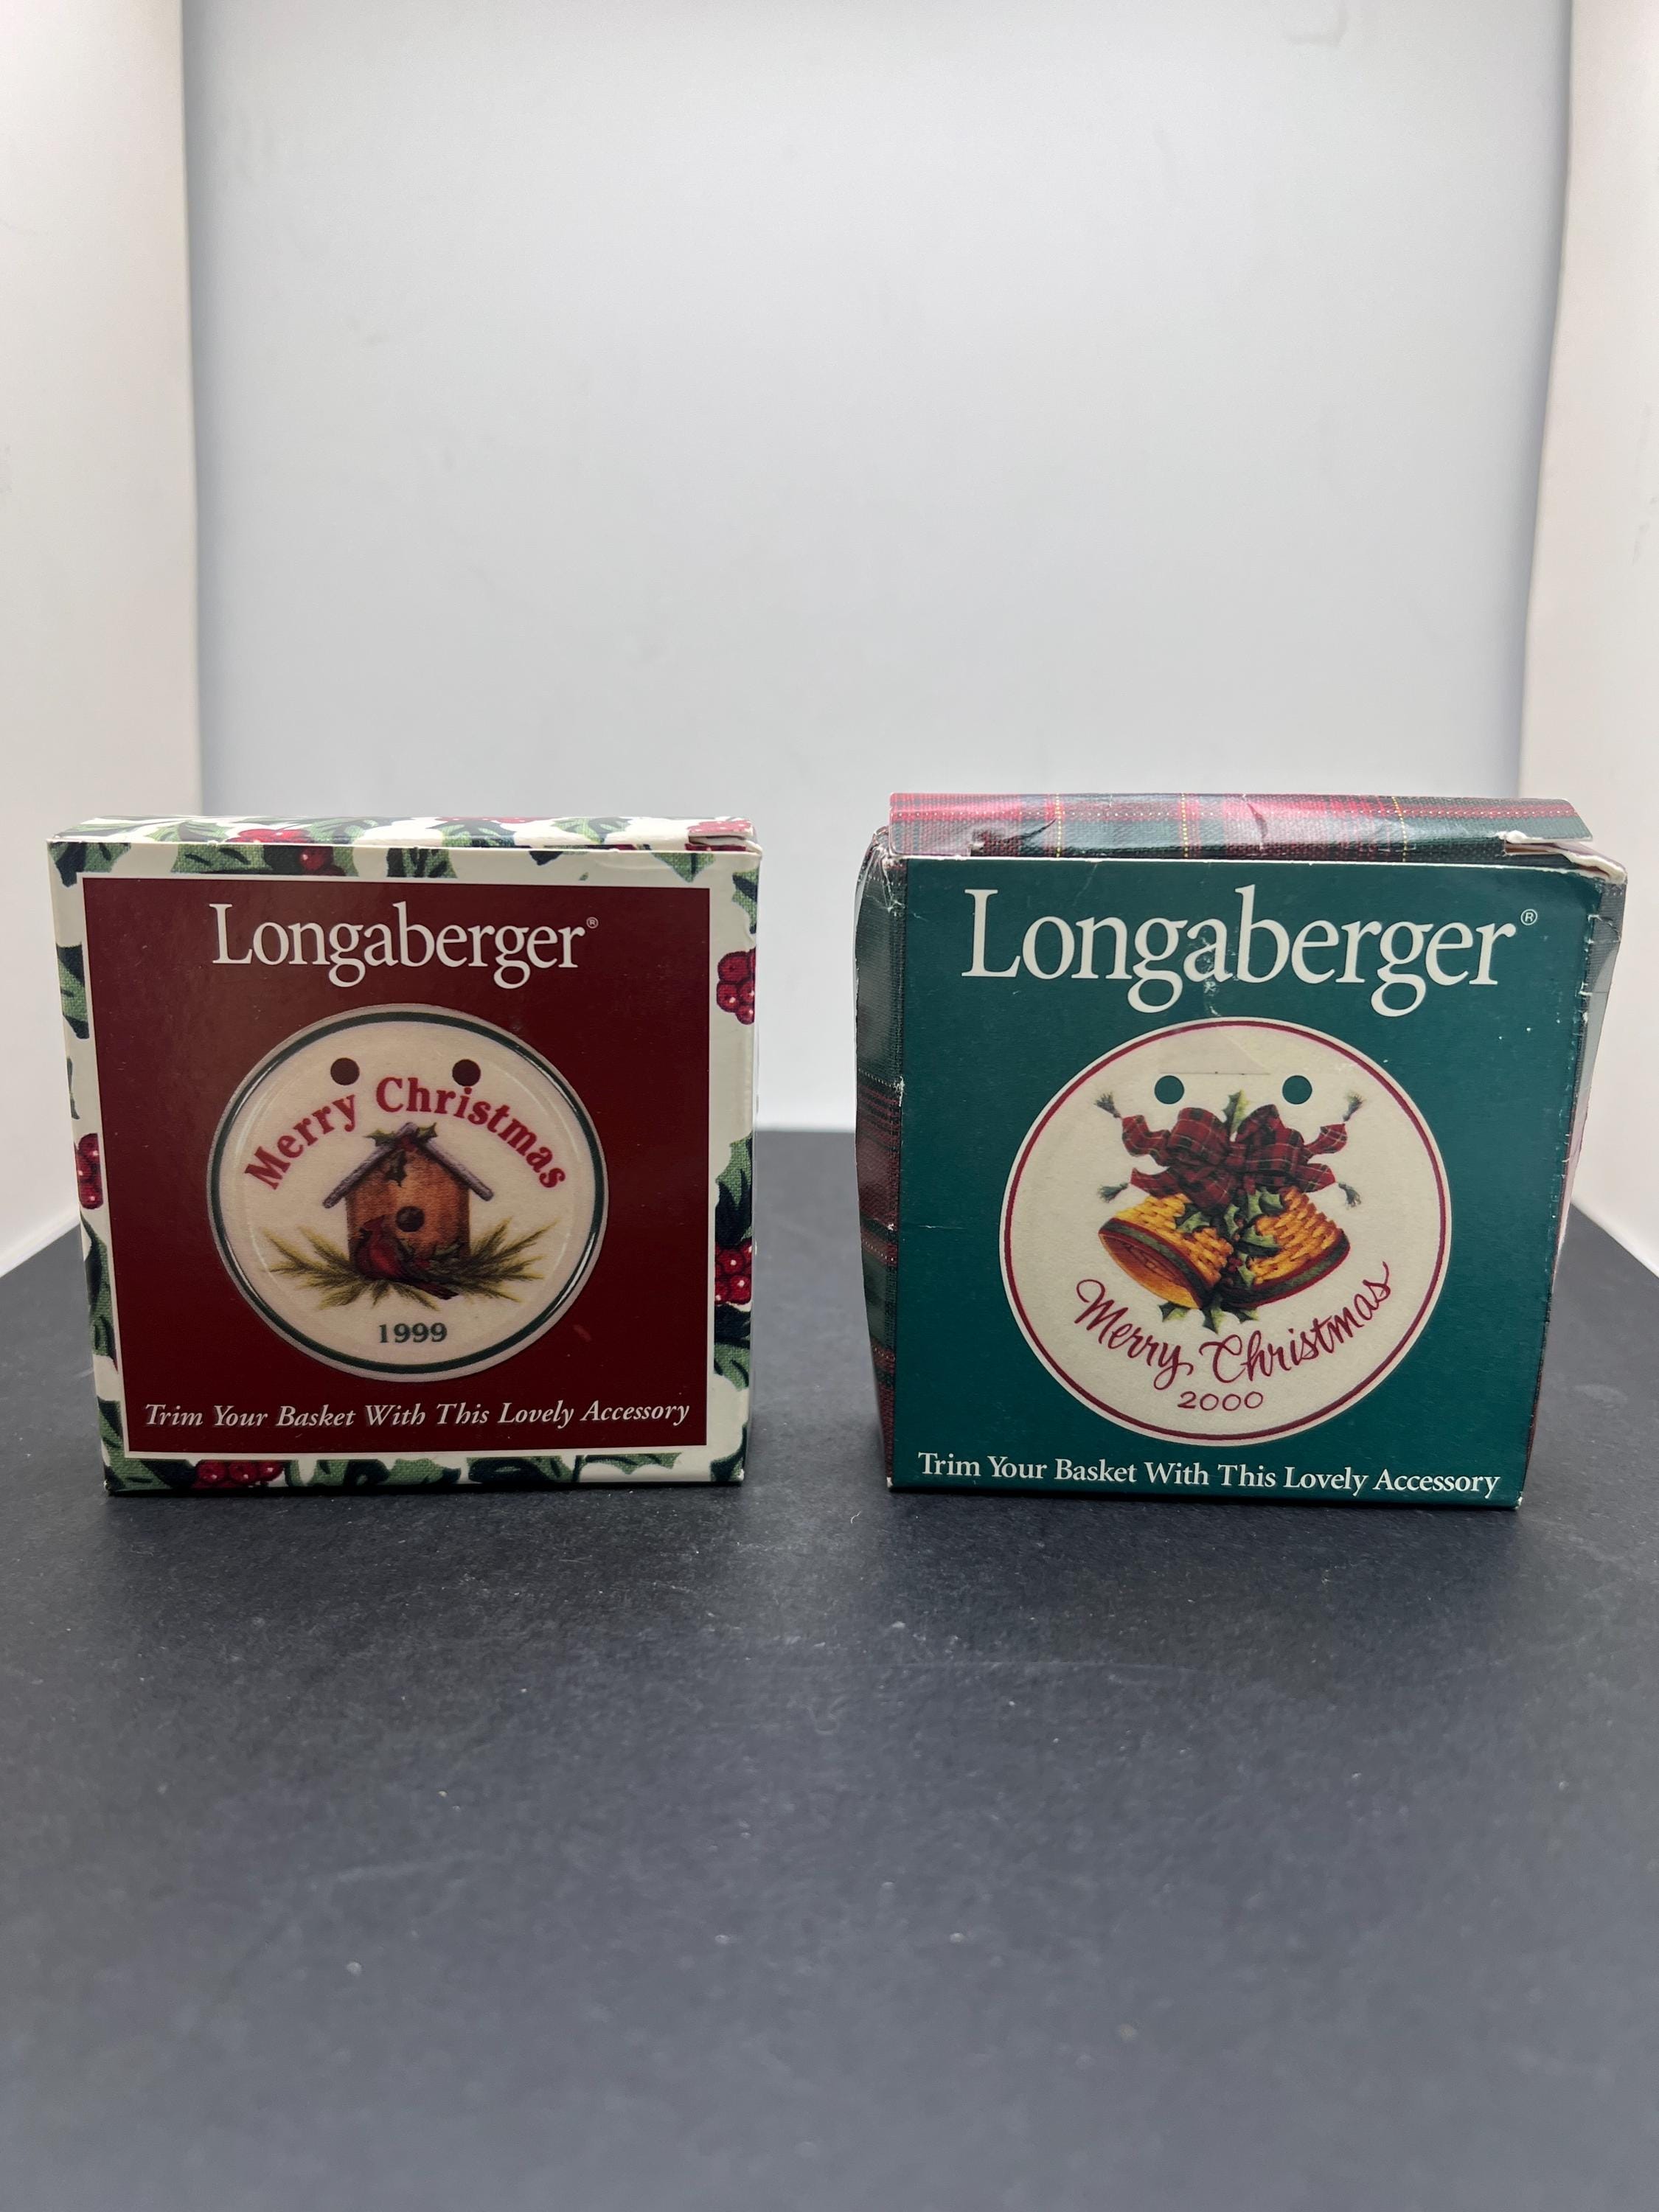 Longaberger®
Merry Christmas
1999
Trim Your Basket With This Lovely Accessory
Longaberger®
Merry Christmas
2000
Trim Your Basket With This Lovely Accessory